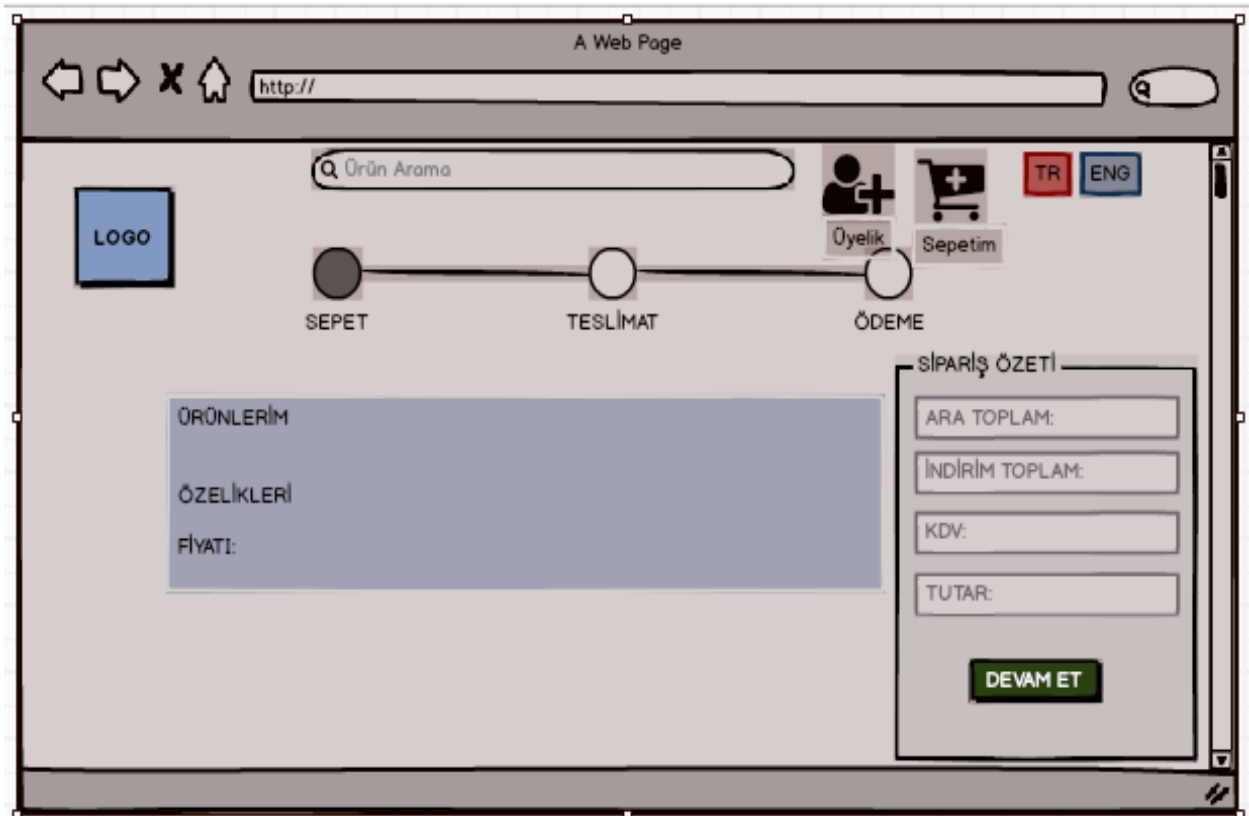 A Web Page
http://
Ürün Arama
TR
ENG
LOGO
Üyelik
Sepetim
SEPET
TESLİMAT
ÖDEME
SİPARİŞ ÖZETİ
ÜRÜNLERİM
ÖZELİKLERİ
FİYATI:
ARA TOPLAM:
İNDİRİM TOPLAM:
KDV:
TUTAR:
DEVAM ET